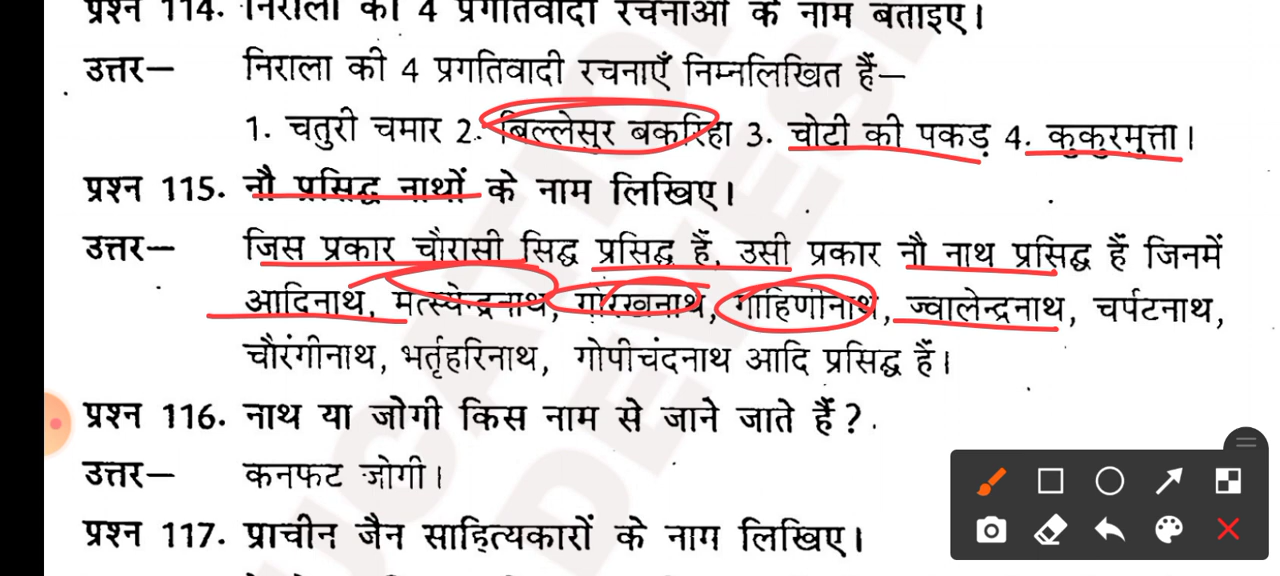 प्रश्न 114. निराला की 4 प्रगतिवादी रचनाओं के नाम बताइए।
उत्तर— निराला की 4 प्रगतिवादी रचनाएँ निम्नलिखित हैं—
1. चतुरी चमार 2. बिल्लेसुर बकरिहा 3. चोटी की पकड़ 4. कुकुरमुत्ता।
प्रश्न 115. नौ प्रसिद्ध नाथों के नाम लिखिए।
उत्तर— जिस प्रकार चौरासी सिद्ध प्रसिद्ध हैं, उसी प्रकार नौ नाथ प्रसिद्ध हैं जिनमें
आदिनाथ, मत्स्येन्द्रनाथ, गोरखनाथ, गाहिणीनाथ, ज्वालेन्द्रनाथ, चर्पटनाथ,
चौरंगीनाथ, भर्तृहरिनाथ, गोपीचंदनाथ आदि प्रसिद्ध हैं।
प्रश्न 116. नाथ या जोगी किस नाम से जाने जाते हैं ?
उत्तर— कनफट जोगी।
प्रश्न 117. प्राचीन जैन साहित्यकारों के नाम लिखिए।